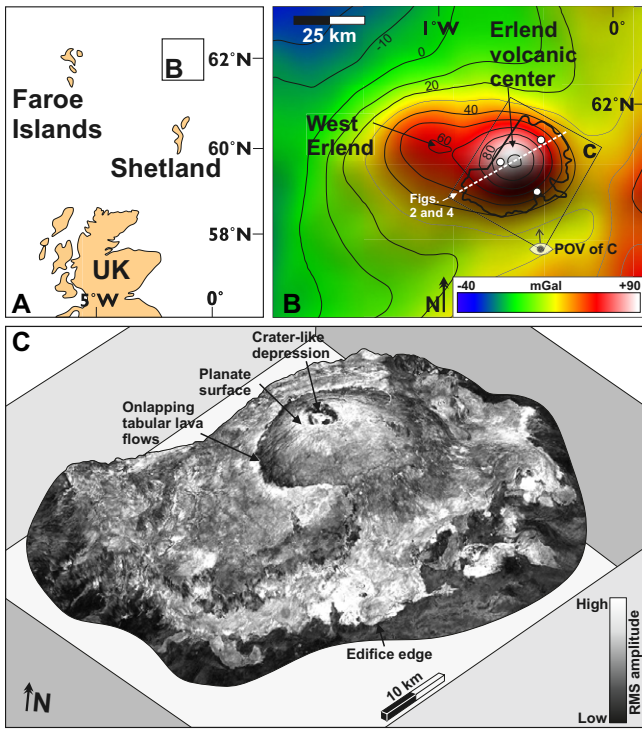 B
62°N
Faroe
Islands
60°N
Shetland
58°N
UK
A
5°W
0°
25 km
1°W
0°
-10
0
Erlend
volcanic
center
20
62°N
40
West
Erlend
60
80
C
Figs.
2 and 4
POV of C
B
N
-40
mGal
+90
C
Crater-like
depression
Planate
surface
Onlapping
tabular lava
flows
Edifice edge
10 km
N
High
RMS amplitude
Low